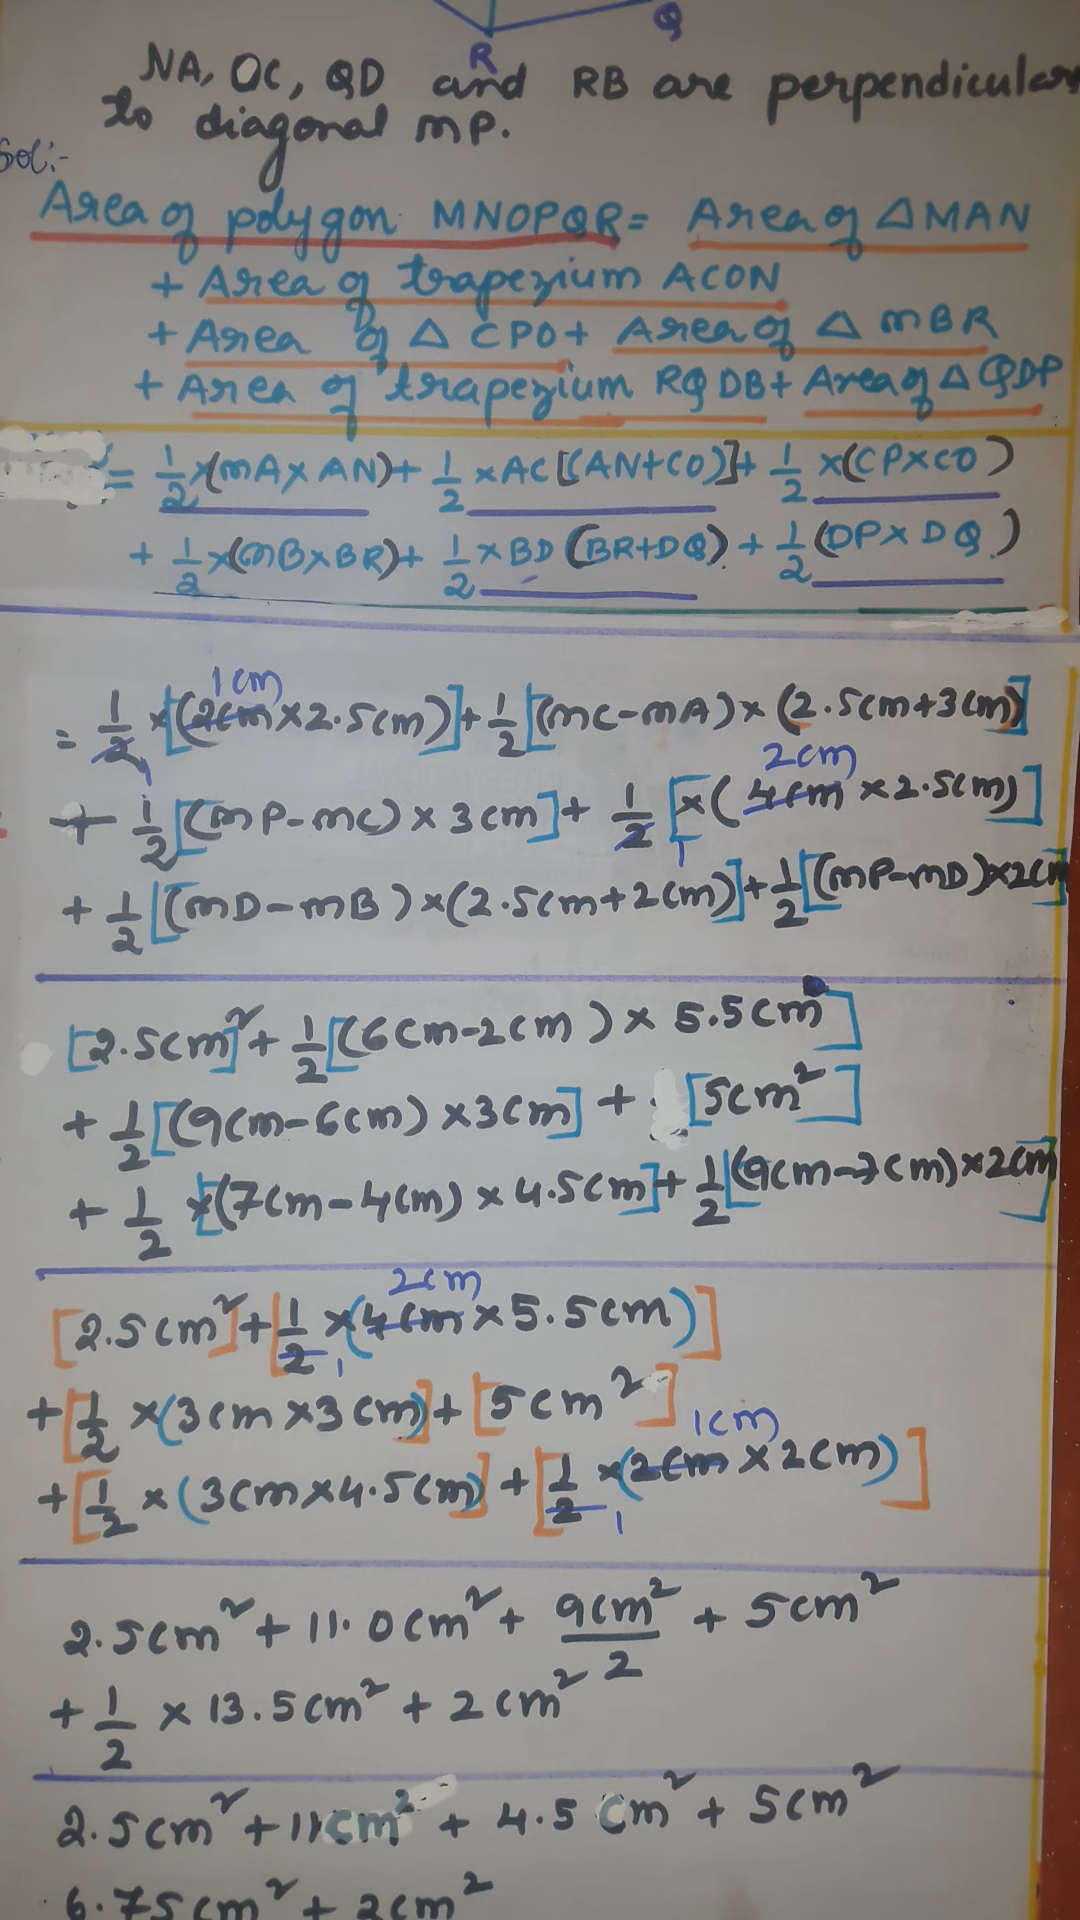 R Q
NA, OC, QD and RB are perpendicular
to diagonal MP.
Sol:-
Area of polygon MNOPQR = Area of △MAN
+ Area of trapezium ACON
+ Area of △ CPO + Area of △ MBR
+ Area of trapezium RQDB + Area of △QDP
= 1/2 ×(MA×AN) + 1/2 ×AC[(AN+CO)] + 1/2 ×(CP×CO)
+ 1/2 ×(MB×BR) + 1/2 ×BD (BR+DQ) + 1/2 (DP×DQ)
1cm
= 1/2 ×[(2cm×2.5cm)] + 1/2 [(MC-MA)×(2.5cm+3cm)]
1 2cm
+ 1/2 [(MP-MC)×3cm] + 1/2 [×(4cm×2.5cm)]
1
+ 1/2 [(MD-MB)×(2.5cm+2cm)] + 1/2 [(MP-MD)×2cm]
[2.5cm²] + 1/2 [(6cm-2cm)×5.5cm]
+ 1/2 [(9cm-6cm)×3cm] + [5cm²]
+ 1/2 ×[(7cm-4cm)×4.5cm] + 1/2 [(9cm-7cm)×2cm]
2cm
[2.5cm²] + [1/2 ×(4cm×5.5cm)]
1
+ [1/2 ×(3cm×3cm)] + [5cm²]
1cm
+ [1/2 ×(3cm×4.5cm)] + [1/2 ×(2cm×2cm)]
1
2.5cm² + 11.0cm² + 9cm²/2 + 5cm²
+ 1/2 × 13.5cm² + 2cm²
2.5cm² + 11cm² + 4.5cm² + 5cm²
6.75cm² + 2cm²